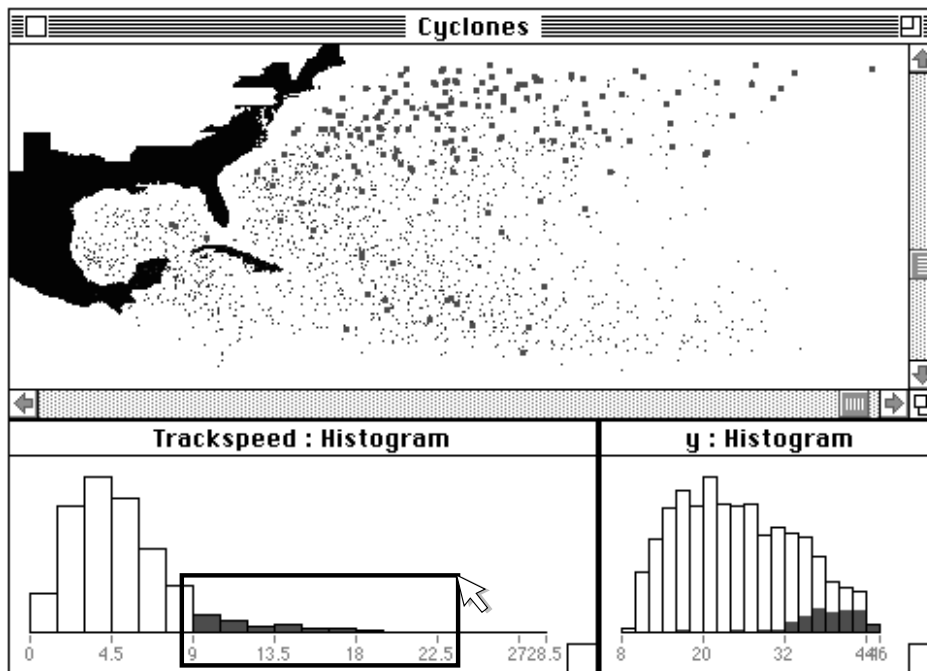 Cyclones
Trackspeed : Histogram
y : Histogram
0 4.5 9 13.5 18 22.5 2728.5
8 20 32 4446